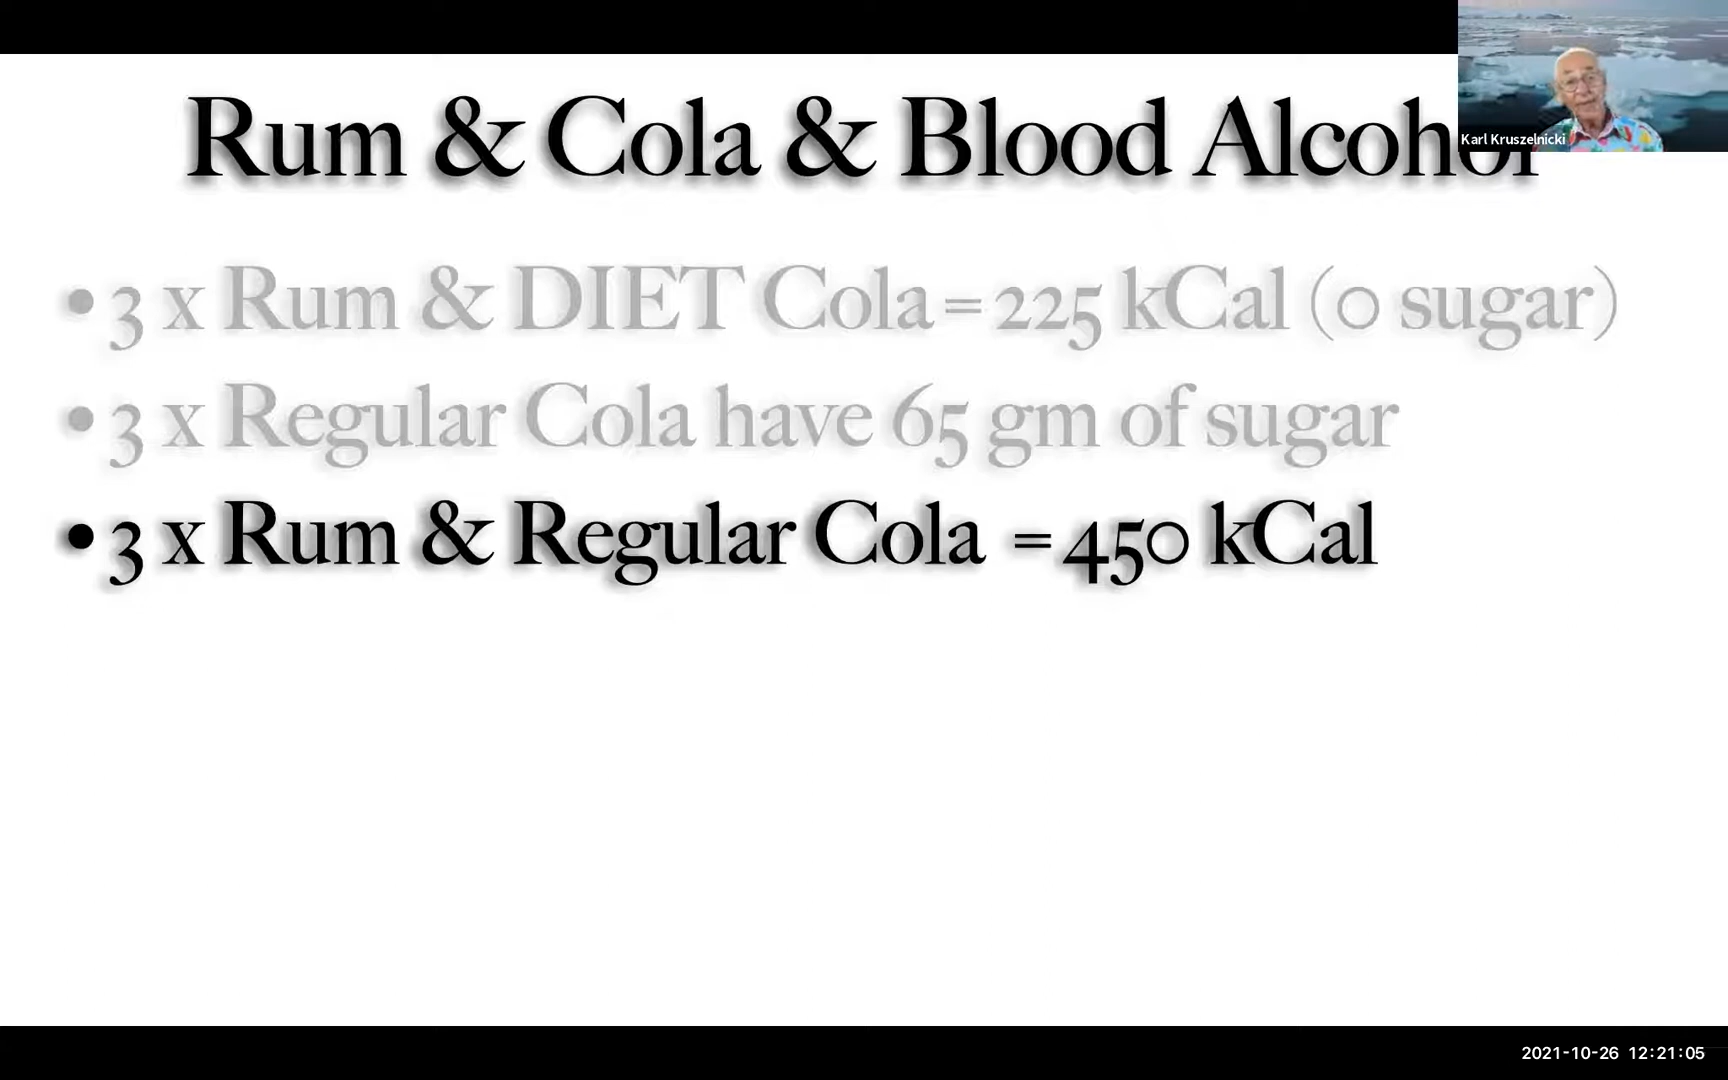 Rum & Cola & Blood Alcohol
Karl Kruszelnicki
• 3 x Rum & DIET Cola = 225 kCal (0 sugar)
• 3 x Regular Cola have 65 gm of sugar
• 3 x Rum & Regular Cola = 450 kCal
2021-10-26 12:21:05